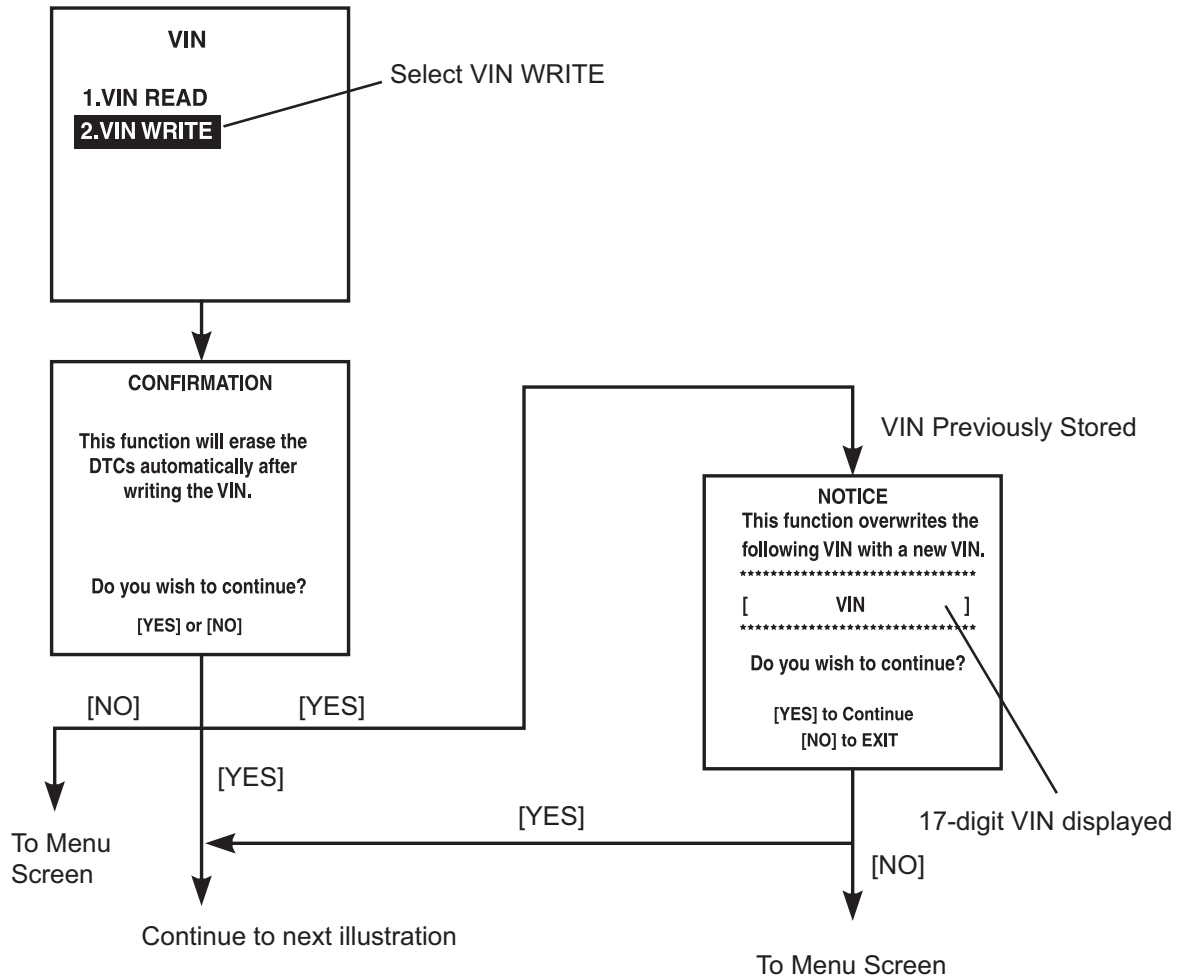 VIN
1.VIN READ
2.VIN WRITE
Select VIN WRITE
CONFIRMATION
This function will erase the
DTCs automatically after
writing the VIN.
Do you wish to continue?
[YES] or [NO]
VIN Previously Stored
NOTICE
This function overwrites the
following VIN with a new VIN.
*******************************
[ VIN ]
*******************************
Do you wish to continue?
[YES] to Continue
[NO] to EXIT
17-digit VIN displayed
[NO]
[YES]
[YES]
[YES]
[NO]
To Menu
Screen
Continue to next illustration
To Menu Screen